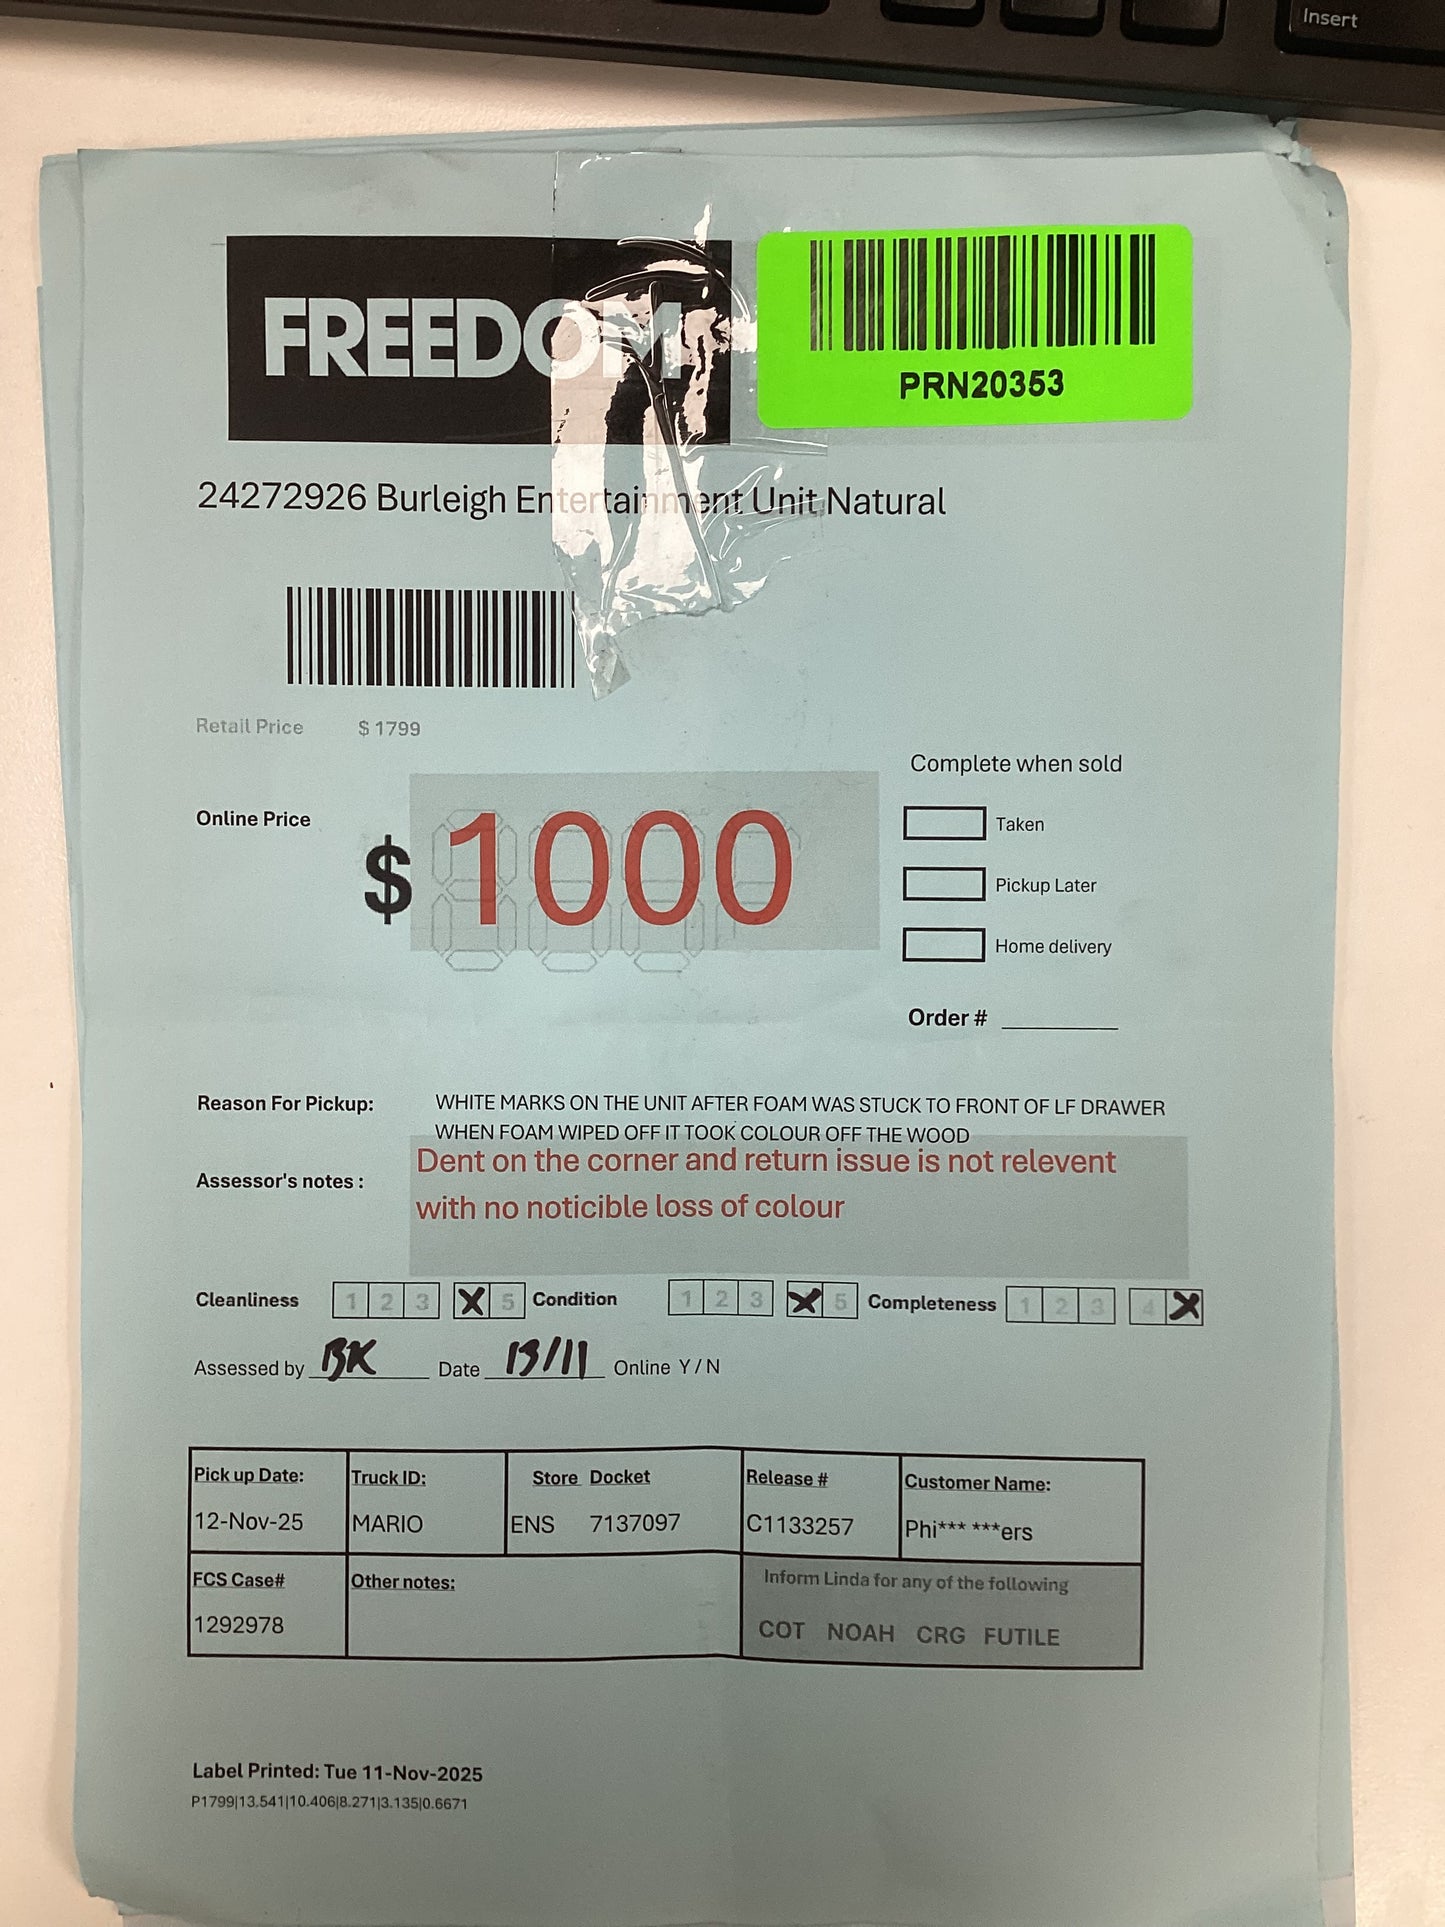 Insert
FREEDOM
PRN20353
24272926 Burleigh Entertainment Unit Natural
Retail Price $ 1799
Complete when sold
Online Price
$ 1000
Taken
Pickup Later
Home delivery
Order #
Reason For Pickup: WHITE MARKS ON THE UNIT AFTER FOAM WAS STUCK TO FRONT OF LF DRAWER
WHEN FOAM WIPED OFF IT TOOK COLOUR OFF THE WOOD
Assessor's notes : Dent on the corner and return issue is not relevent
with no noticible loss of colour
Cleanliness 1 2 3 X 5 Condition 1 2 3 X 5 Completeness 1 2 3 4 X
Assessed by BK Date 13/11 Online Y / N
Pick up Date: Truck ID: Store Docket Release # Customer Name:
12-Nov-25 MARIO ENS 7137097 C1133257 Phi*** ***ers
FCS Case# Other notes: Inform Linda for any of the following
1292978 COT NOAH CRG FUTILE
Label Printed: Tue 11-Nov-2025
P1799|13.541|10.406|8.271|3.135|0.6671